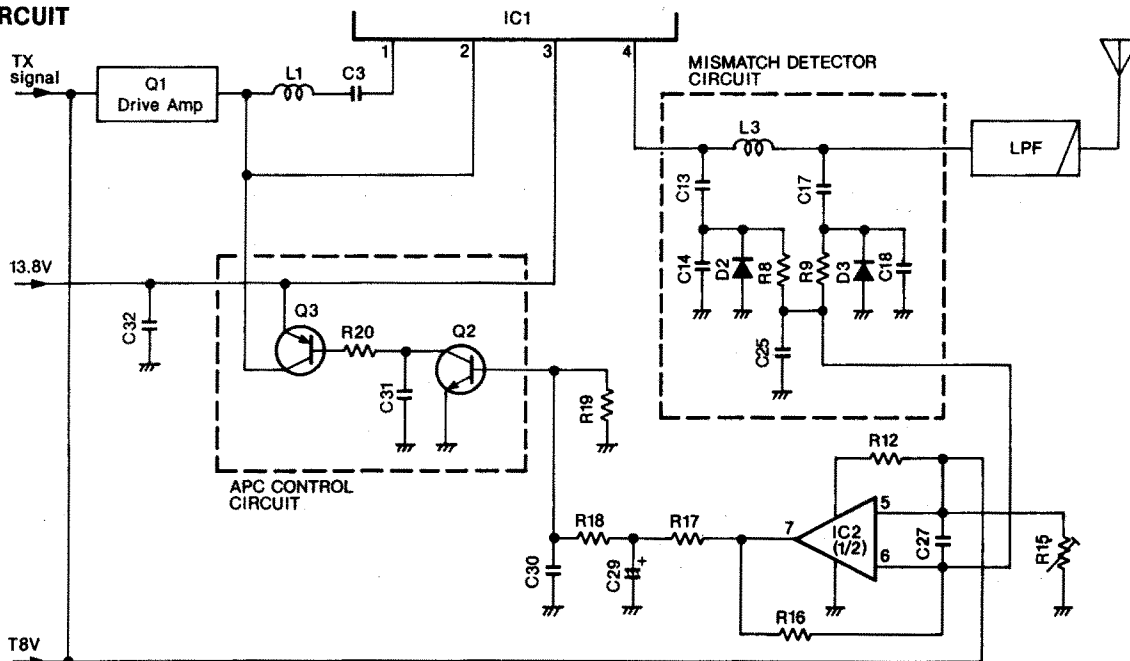 RCUIT
IC1
1
2
3
4
TX
signal
Q1
Drive Amp
L1
C3
MISMATCH DETECTOR
CIRCUIT
L3
LPF
C13
C17
C14
D2
R8
R9
D3
C18
C25
13.8V
C32
Q3
R20
Q2
C31
R19
APC CONTROL
CIRCUIT
R12
R18
R17
7
IC2
(1/2)
5
6
C27
R15
C30
C29
+
R16
T8V